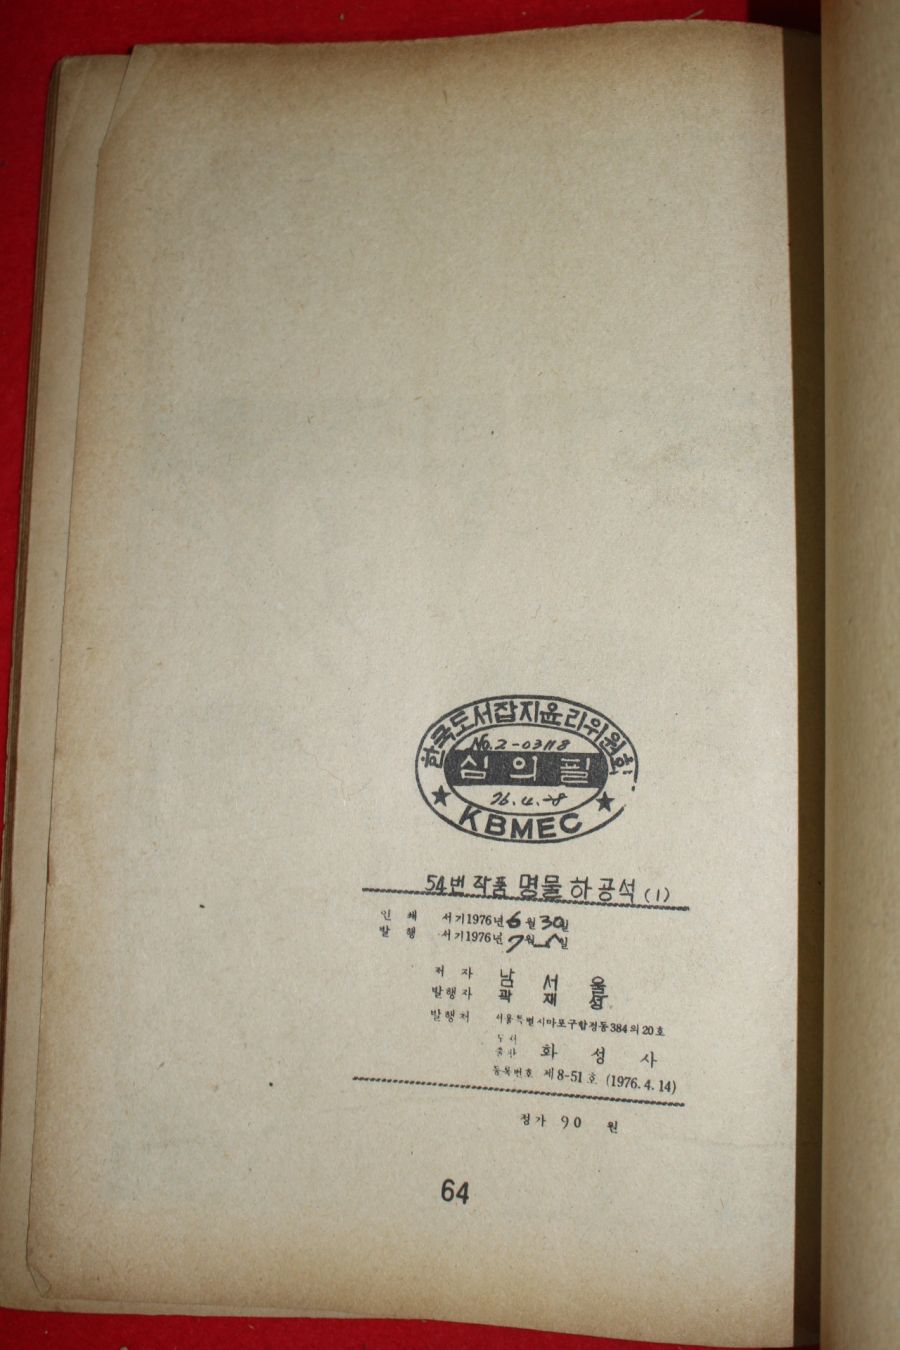 한국도서잡지윤리위원회
No. 2-03118
심의필
76. 4. -8
KBMEC
54번 작품 명물 하공석 (1)
인쇄 서기1976년 6월 30일
발행 서기1976년 7월 일
저자 남서울
발행자 곽재성
발행처 서울특별시마포구합정동384의20호
도서
출판 화성사
등록번호 제8-51호 (1976. 4. 14)
정가 90 원
64